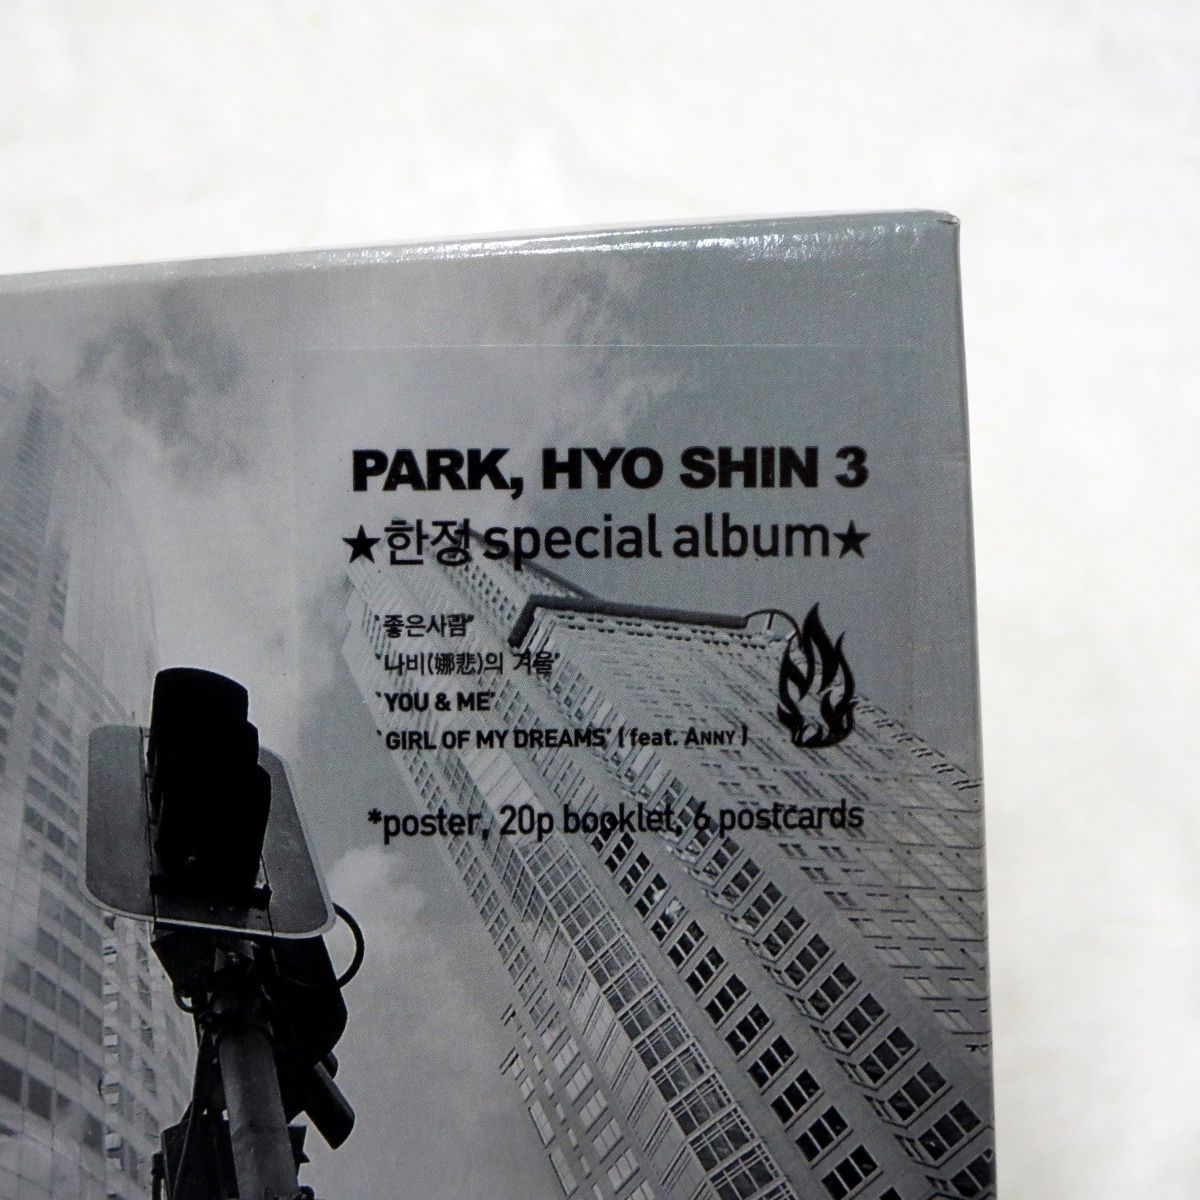 PARK, HYO SHIN 3
★한정 special album★
'좋은사람'
'나비(娜悲)의 겨울'
'YOU & ME'
'GIRL OF MY DREAMS' (feat. ANNY)
*poster, 20p booklet, 6 postcards